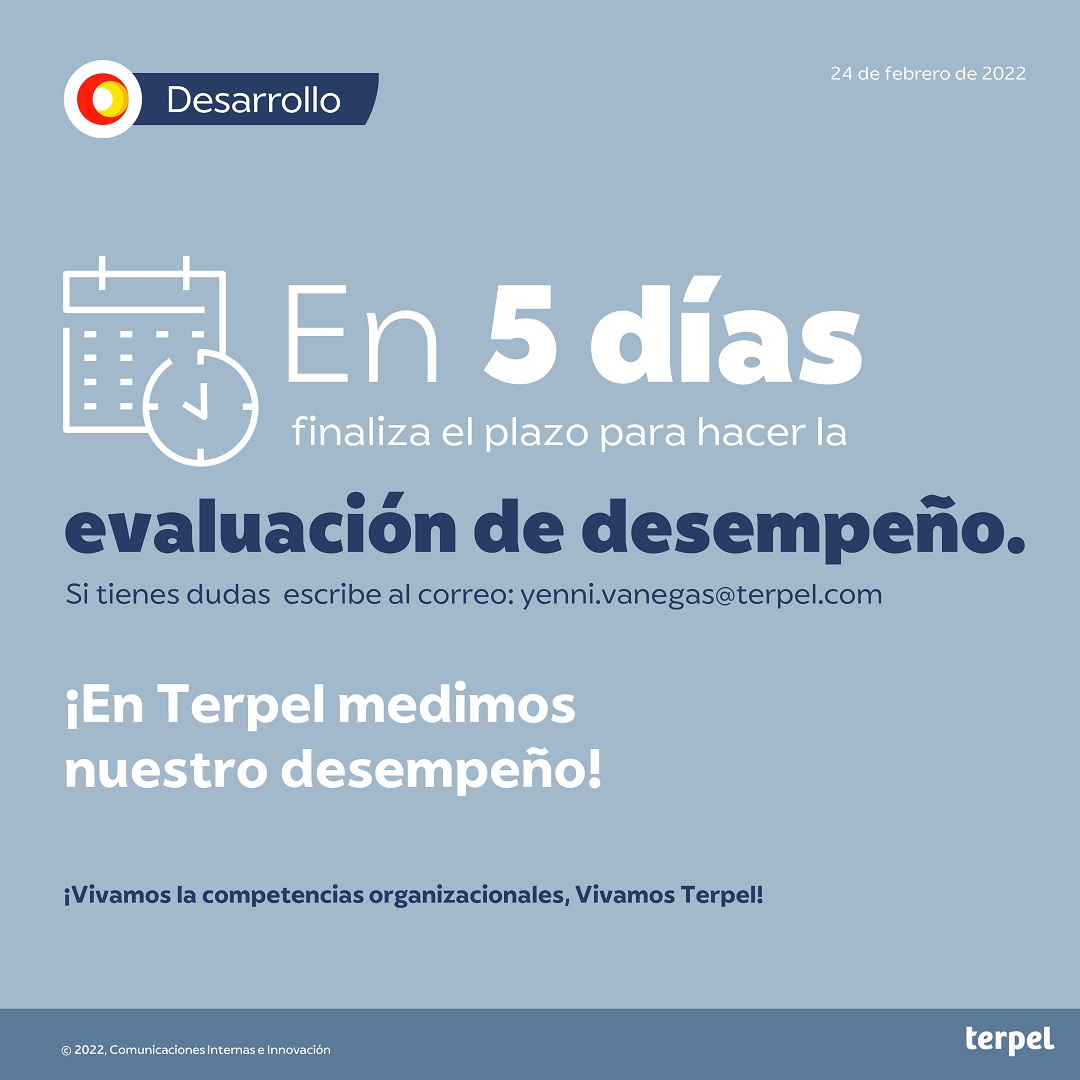 Desarrollo
24 de febrero de 2022
En 5 días
finaliza el plazo para hacer la
evaluación de desempeño.
Si tienes dudas  escribe al correo: yenni.vanegas@terpel.com
¡En Terpel medimos
nuestro desempeño!
¡Vivamos la competencias organizacionales, Vivamos Terpel!
© 2022, Comunicaciones Internas e Innovación
terpel